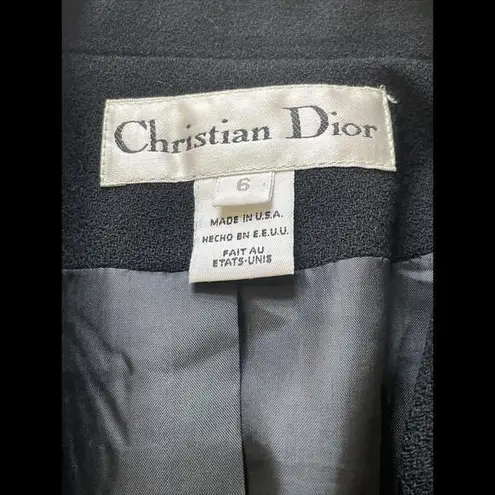 Christian Dior
6
MADE IN U.S.A.
HECHO EN E.E.U.U.
FAIT AU
ETATS-UNIS